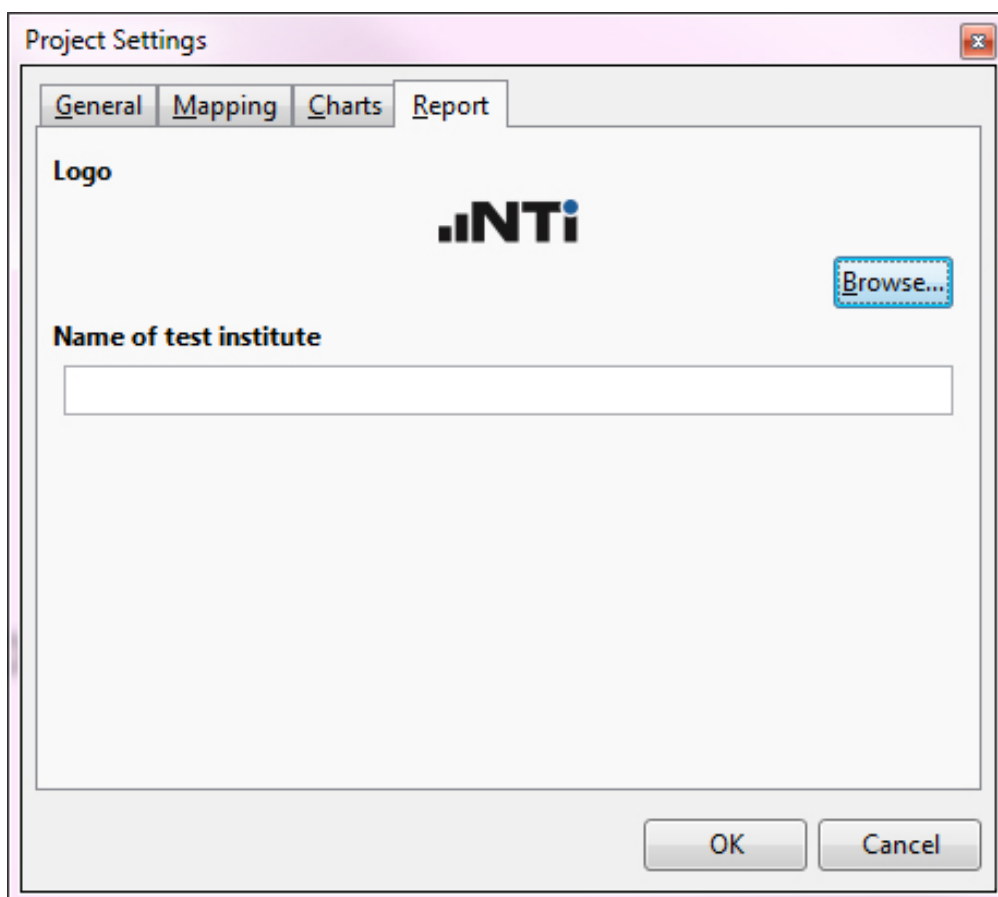 Project Settings
General Mapping Charts Report
Logo
NTi
Browse...
Name of test institute
OK Cancel